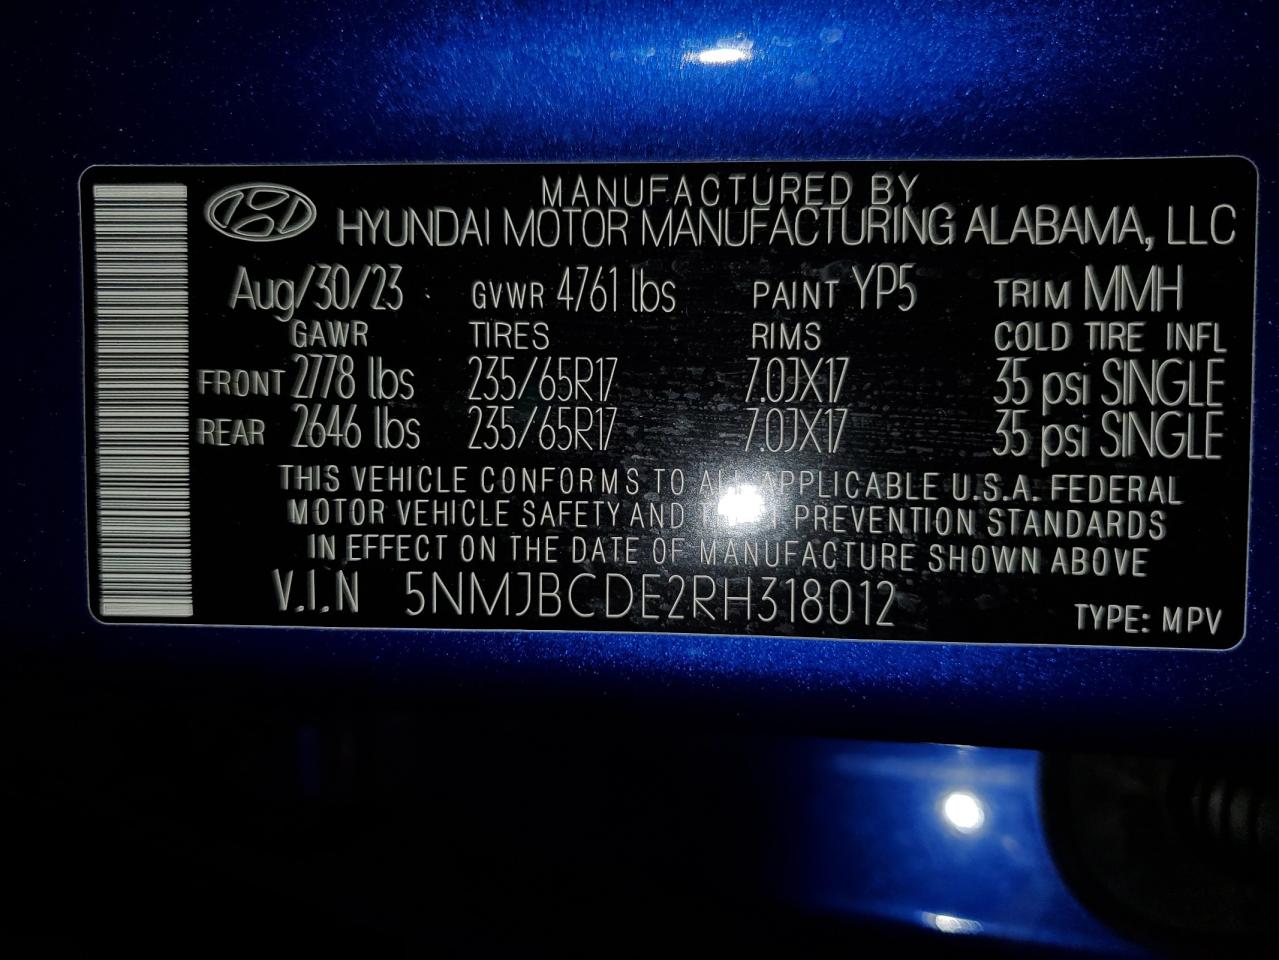 MANUFACTURED BY
HYUNDAI MOTOR MANUFACTURING ALABAMA, LLC
Aug/30/23 GVWR 4761 lbs PAINT YP5 TRIM MMH
GAWR TIRES RIMS COLD TIRE INFL
FRONT 2778 lbs 235/65R17 7.0JX17 35 psi SINGLE
REAR 2646 lbs 235/65R17 7.0JX17 35 psi SINGLE
THIS VEHICLE CONFORMS TO APPLICABLE U.S.A. FEDERAL
MOTOR VEHICLE SAFETY AND PREVENTION STANDARDS
IN EFFECT ON THE DATE OF MANUFACTURE SHOWN ABOVE
V.I.N 5NMJBCDE2RH318012 TYPE: MPV